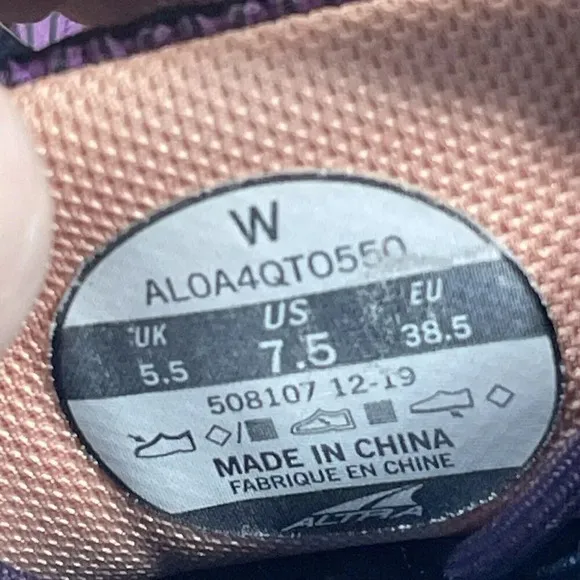 W
AL0A4QTO550
UK US EU
5.5 7.5 38.5
508107 12-19
MADE IN CHINA
FABRIQUE EN CHINE
ALTRA